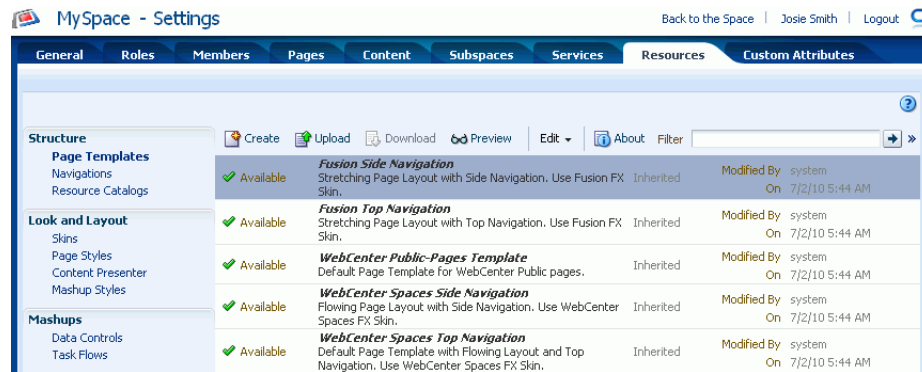 MySpace - Settings
Back to the Space | Josie Smith | Logout
General Roles Members Pages Content Subspaces Services Resources Custom Attributes
?
Structure
Page Templates
Navigations
Resource Catalogs
Look and Layout
Skins
Page Styles
Content Presenter
Mashup Styles
Mashups
Data Controls
Task Flows
Create Upload Download Preview Edit About Filter »
Available
Fusion Side Navigation
Stretching Page Layout with Side Navigation. Use Fusion FX
Skin.
Inherited
Modified By system
On 7/2/10 5:44 AM
Available
Fusion Top Navigation
Stretching Page Layout with Top Navigation. Use Fusion FX
Skin.
Inherited
Modified By system
On 7/2/10 5:44 AM
Available
WebCenter Public-Pages Template
Default Page Template for WebCenter Public pages.
Inherited
Modified By system
On 7/2/10 5:44 AM
Available
WebCenter Spaces Side Navigation
Flowing Page Layout with Side Navigation. Use WebCenter
Spaces FX Skin.
Inherited
Modified By system
On 7/2/10 5:44 AM
Available
WebCenter Spaces Top Navigation
Default Page Template with Flowing Layout and Top
Navigation. Use WebCenter Spaces FX Skin.
Inherited
Modified By system
On 7/2/10 5:44 AM